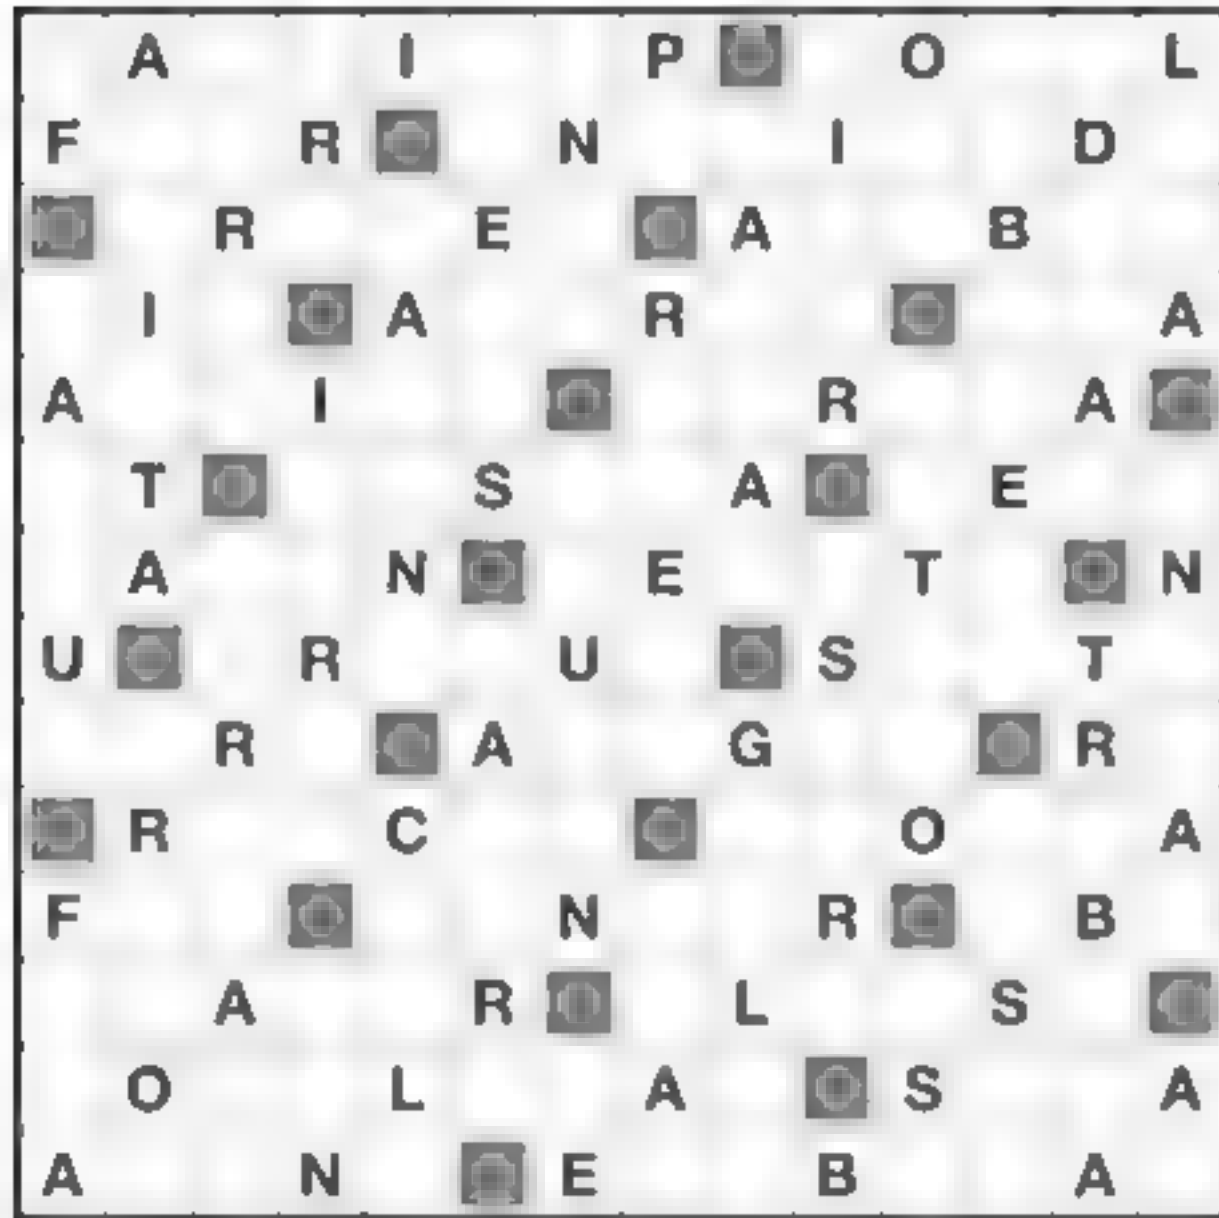 A I P O L
F R N I D
R E A B
I A R A
A I R A
T S A E
A N E T N
U R U S T
R A G R
R C O A
F N R B
A R L S
O L A S A
A N E B A